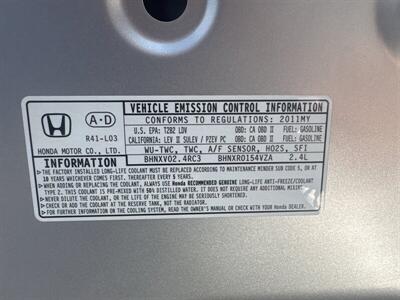 HONDA
A-D
R41-L03
HONDA MOTOR CO., LTD.
VEHICLE EMISSION CONTROL INFORMATION
CONFORMS TO REGULATIONS: 2011MY
U.S. EPA: T2B2 LDV OBD: CA OBD II FUEL: GASOLINE
CALIFORNIA: LEV II SULEV / PZEV PC OBD: CA OBD II FUEL: GASOLINE
WU-TWC, TWC, A/F SENSOR, HO2S, SFI
BHNXV02.4RC3 BHNXR0154VZA 2.4L
INFORMATION
▶THE FACTORY INSTALLED LONG-LIFE COOLANT MUST BE REPLACED ACCORDING TO THE MAINTENANCE MINDER SUB CODE 5, OR AT
10 YEARS WHICHEVER COMES FIRST. THEREAFTER EVERY 5 YEARS.
▶WHEN ADDING OR REPLACING THE COOLANT, ALWAYS USE Honda RECOMMENDED GENUINE LONG-LIFE ANTI-FREEZE/COOLANT
TYPE 2. THIS COOLANT IS PRE-MIXED WITH 50% DISTILLED WATER AND DOES NOT NEED ANY ADDITIONAL MIXING.
▶NEVER DILUTE THE COOLANT, OR THE LIFE OF THE ENGINE MAY BE SERIOUSLY SHORTENED.
▶CHECK OR ADD COOLANT AT THE RESERVE TANK, NOT THE RADIATOR.
▶FOR FURTHER INFORMATION ON THE COOLING SYSTEM, READ THE OWNER'S MANUAL OR CONSULT YOUR Honda DEALER.